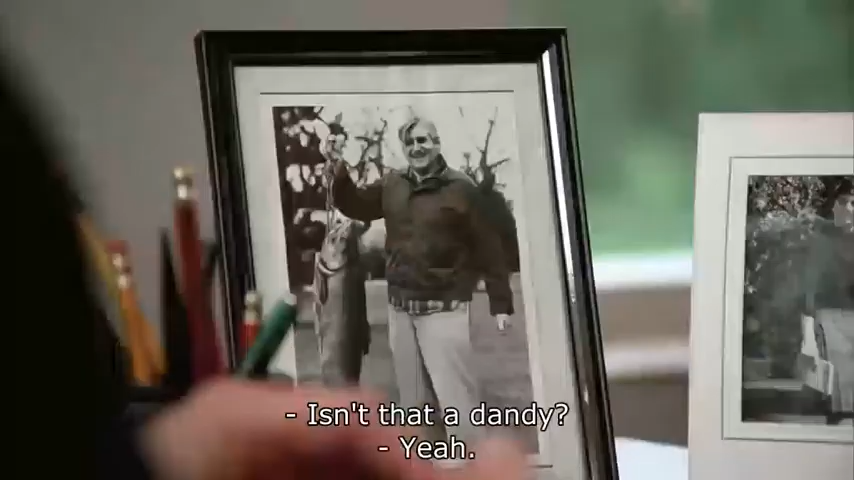 - Isn't that a dandy?
- Yeah.